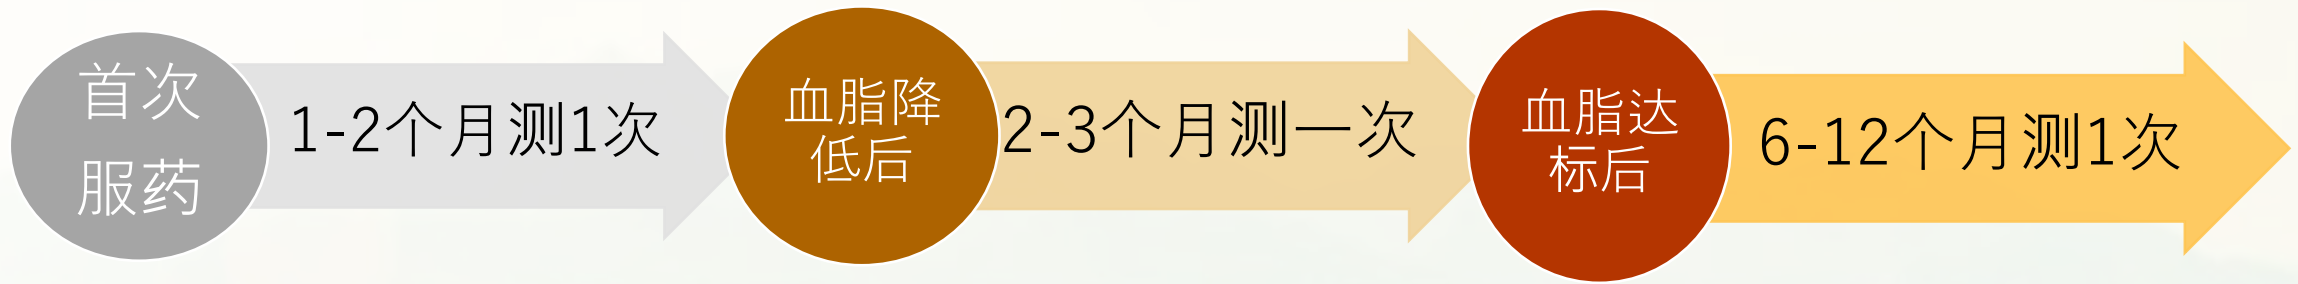 首次
服药
1-2个月测1次
血脂降
低后
2-3个月测一次
血脂达
标后
6-12个月测1次